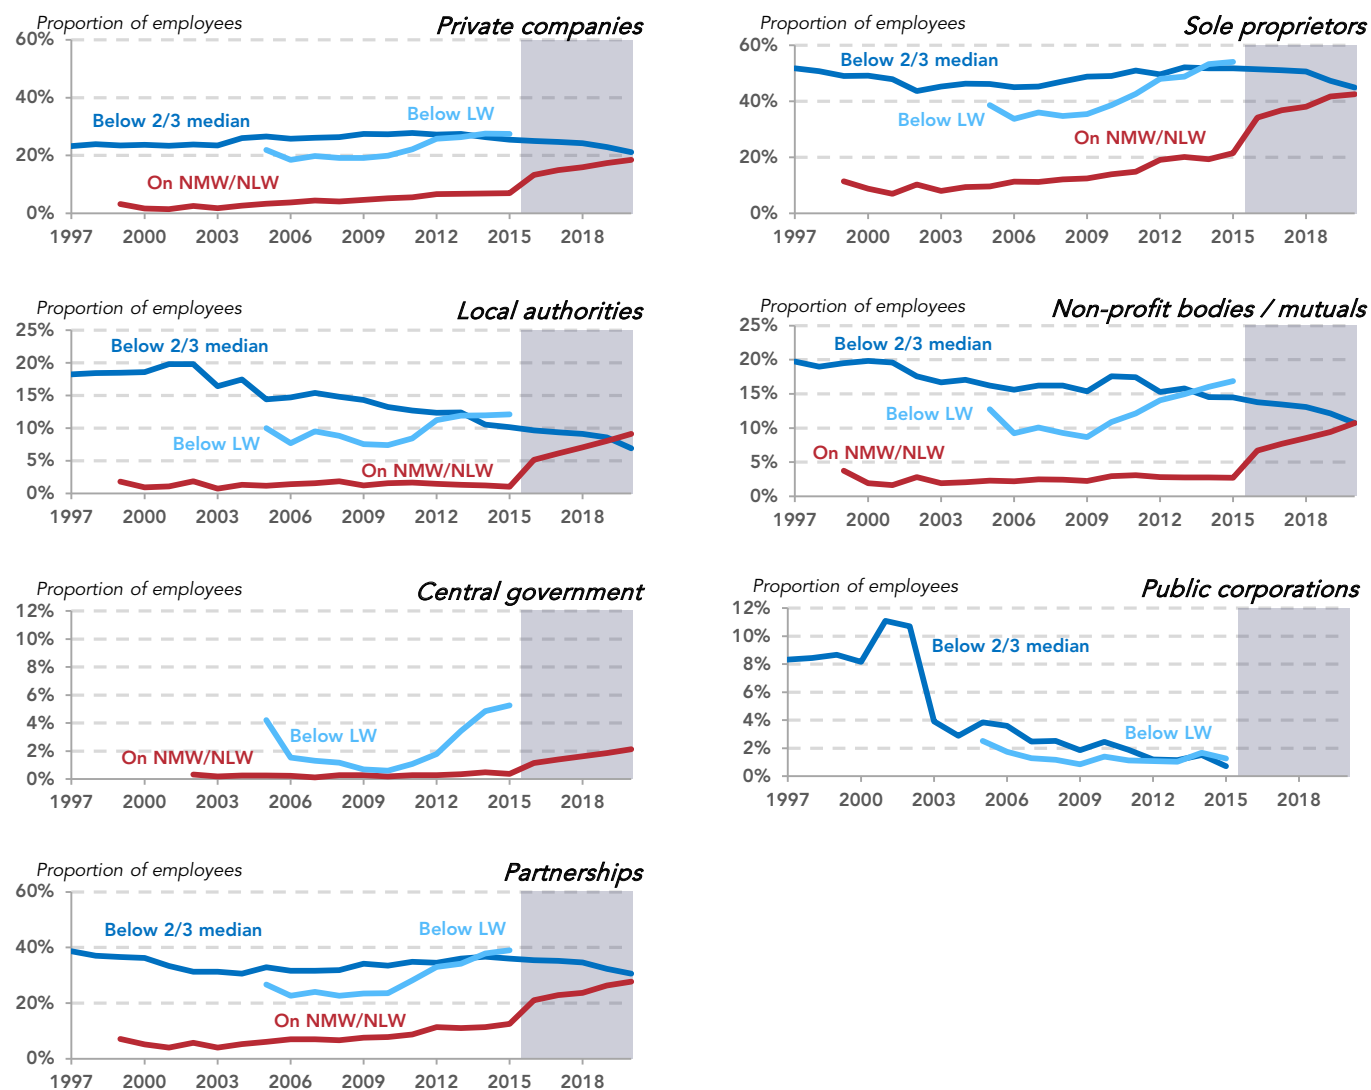 Proportion of employees
Private companies
60%
40%
20%
0%
Below 2/3 median
Below LW
On NMW/NLW
1997 2000 2003 2006 2009 2012 2015 2018
Proportion of employees
Sole proprietors
60%
40%
20%
0%
Below 2/3 median
Below LW
On NMW/NLW
1997 2000 2003 2006 2009 2012 2015 2018
Proportion of employees
Local authorities
25%
20%
15%
10%
5%
0%
Below 2/3 median
Below LW
On NMW/NLW
1997 2000 2003 2006 2009 2012 2015 2018
Proportion of employees
Non-profit bodies / mutuals
25%
20%
15%
10%
5%
0%
Below 2/3 median
Below LW
On NMW/NLW
1997 2000 2003 2006 2009 2012 2015 2018
Proportion of employees
Central government
12%
10%
8%
6%
4%
2%
0%
Below LW
On NMW/NLW
1997 2000 2003 2006 2009 2012 2015 2018
Proportion of employees
Public corporations
12%
10%
8%
6%
4%
2%
0%
Below 2/3 median
Below LW
1997 2000 2003 2006 2009 2012 2015 2018
Proportion of employees
Partnerships
60%
40%
20%
0%
Below 2/3 median
Below LW
On NMW/NLW
1997 2000 2003 2006 2009 2012 2015 2018